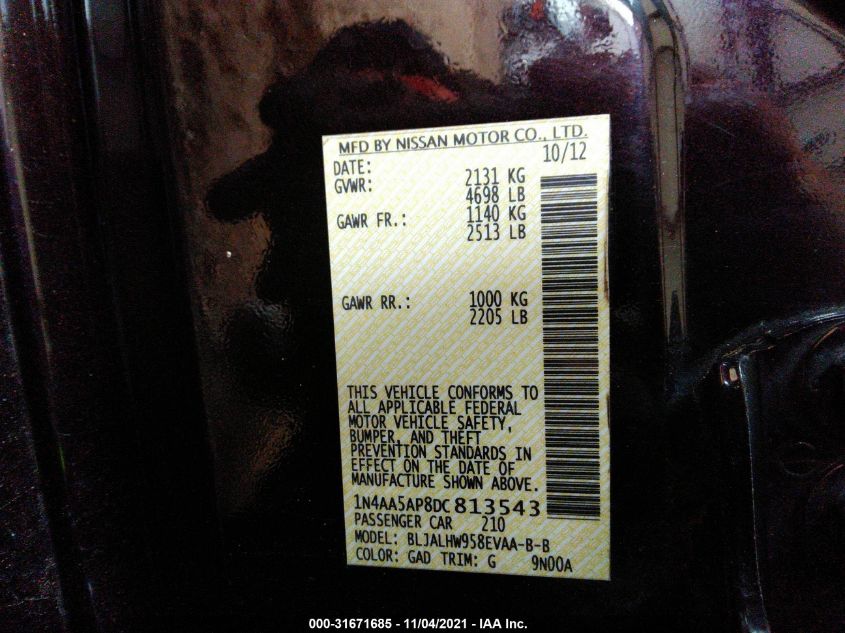 MFD BY NISSAN MOTOR CO., LTD.
DATE: 10/12
GVWR: 2131 KG
4698 LB
GAWR FR.: 1140 KG
2513 LB
GAWR RR.: 1000 KG
2205 LB
THIS VEHICLE CONFORMS TO
ALL APPLICABLE FEDERAL
MOTOR VEHICLE SAFETY,
BUMPER, AND THEFT
PREVENTION STANDARDS IN
EFFECT ON THE DATE OF
MANUFACTURE SHOWN ABOVE.
1N4AA5AP8DC813543
PASSENGER CAR 210
MODEL: BLJALHW958EVAA-B-B
COLOR: GAD TRIM: G 9N00A
000-31671685 - 11/04/2021 - IAA Inc.